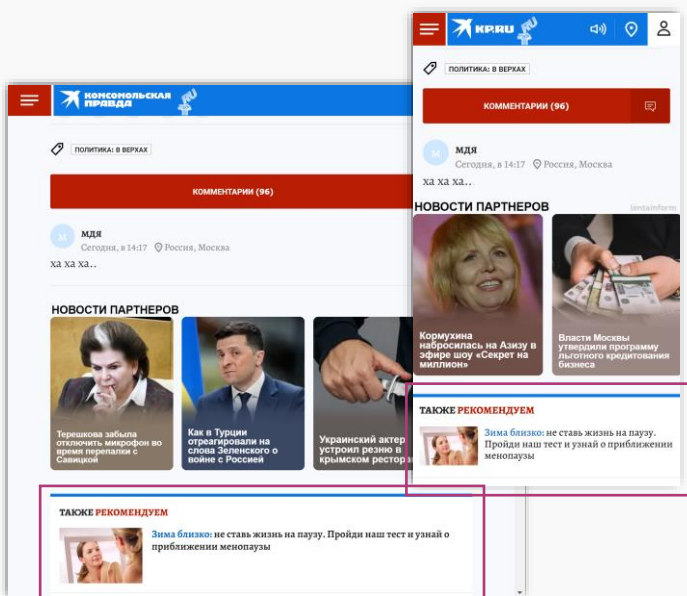 КОМСОМОЛЬСКАЯ
ПРАВДА
RU
ПОЛИТИКА: В ВЕРХАХ
КОММЕНТАРИИ (96)
М
МДЯ
Сегодня, в 14:17 Россия, Москва
ха ха ха..
НОВОСТИ ПАРТНЕРОВ
Терешкова забыла
отключить микрофон во
время перепалки с
Савицкой
Как в Турции
отреагировали на
слова Зеленского о
войне с Россией
Украинский актер
устроил резню в
крымском
ТАКЖЕ РЕКОМЕНДУЕМ
Зима близко: не ставь жизнь на паузу. Пройди наш тест и узнай о
приближении менопаузы
KP.RU
RU
ПОЛИТИКА: В ВЕРХАХ
КОММЕНТАРИИ (96)
М
МДЯ
Сегодня, в 14:17 Россия, Москва
ха ха ха..
НОВОСТИ ПАРТНЕРОВ
lentainform
Кормухина
набросилась на Азизу в
эфире шоу «Секрет на
миллион»
Власти Москвы
утвердили программу
льготного кредитования
бизнеса
ТАКЖЕ РЕКОМЕНДУЕМ
Зима близко: не ставь жизнь на паузу.
Пройди наш тест и узнай о приближении
менопаузы